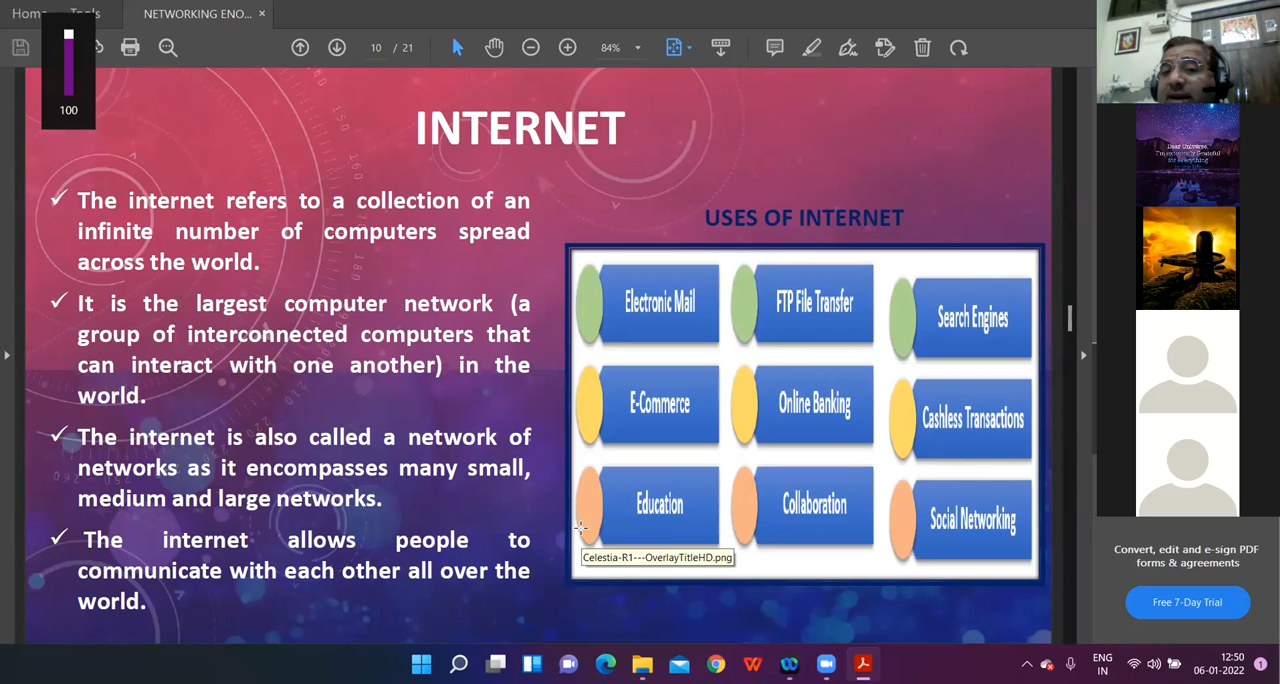 Home Tools NETWORKING ENO... ×
10 / 21 84%
100
INTERNET
The internet refers to a collection of an
infinite number of computers spread
across the world.
It is the largest computer network (a
group of interconnected computers that
can interact with one another) in the
world.
The internet is also called a network of
networks as it encompasses many small,
medium and large networks.
The internet allows people to
communicate with each other all over the
world.
USES OF INTERNET
Electronic Mail
FTP File Transfer
Search Engines
E-Commerce
Online Banking
Cashless Transactions
Education
Collaboration
Social Networking
Celestia-R1---OverlayTitleHD.png
Dear Universe,
for everything
Convert, edit and e-sign PDF
forms & agreements
Free 7-Day Trial
ENG
IN
12:50
06-01-2022
1